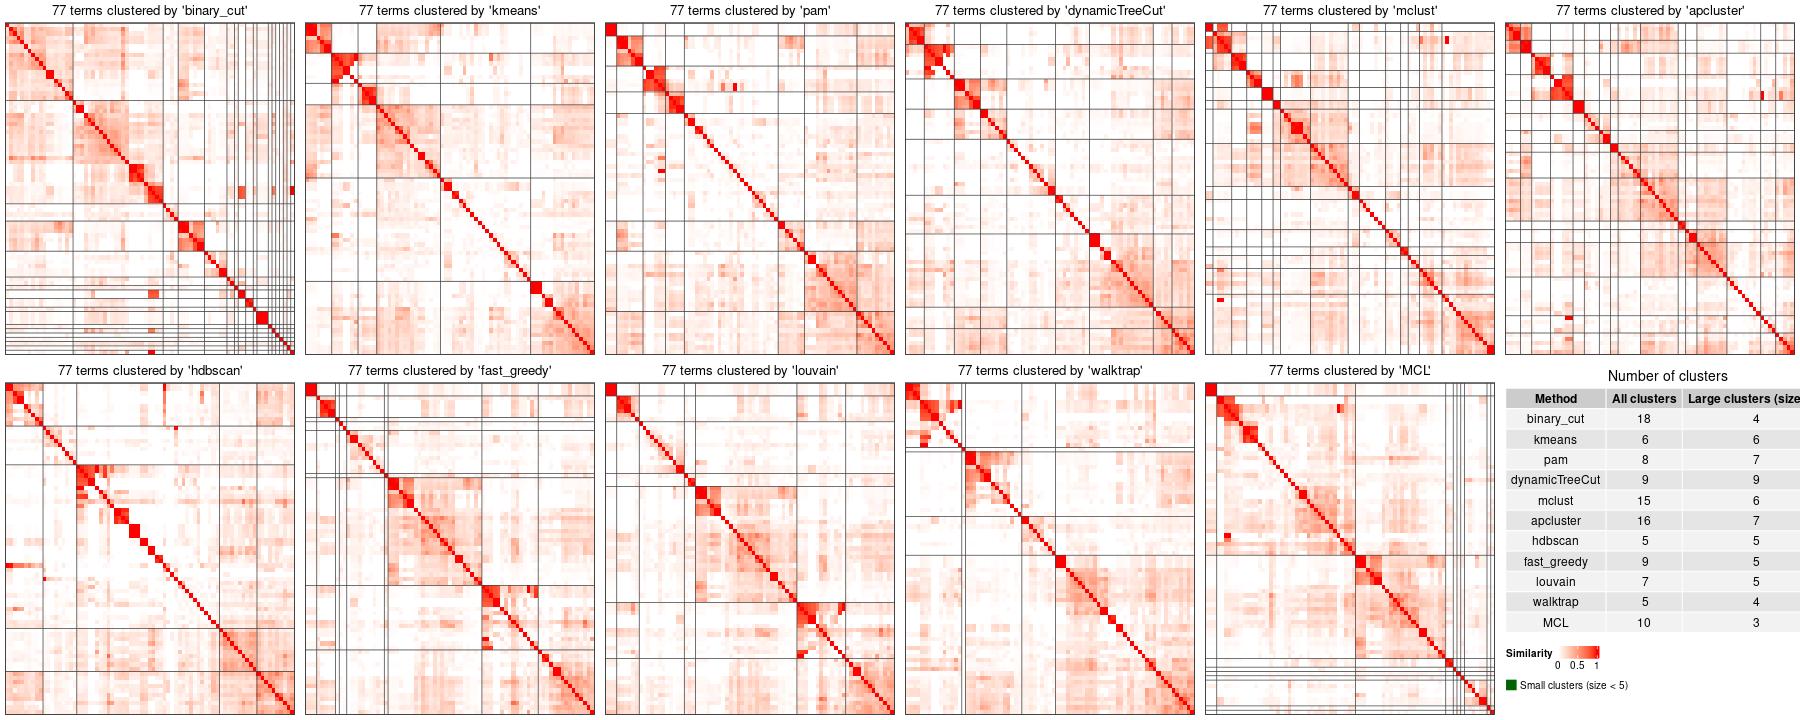 77 terms clustered by 'binary_cut'
77 terms clustered by 'kmeans'
77 terms clustered by 'pam'
77 terms clustered by 'dynamicTreeCut'
77 terms clustered by 'mclust'
77 terms clustered by 'apcluster'
77 terms clustered by 'hdbscan'
77 terms clustered by 'fast_greedy'
77 terms clustered by 'louvain'
77 terms clustered by 'walktrap'
77 terms clustered by 'MCL'
Number of clusters
Method All clusters Large clusters (size
binary_cut 18 4
kmeans 6 6
pam 8 7
dynamicTreeCut 9 9
mclust 15 6
apcluster 16 7
hdbscan 5 5
fast_greedy 9 5
louvain 7 5
walktrap 5 4
MCL 10 3
Similarity
0 0.5 1
Small clusters (size < 5)